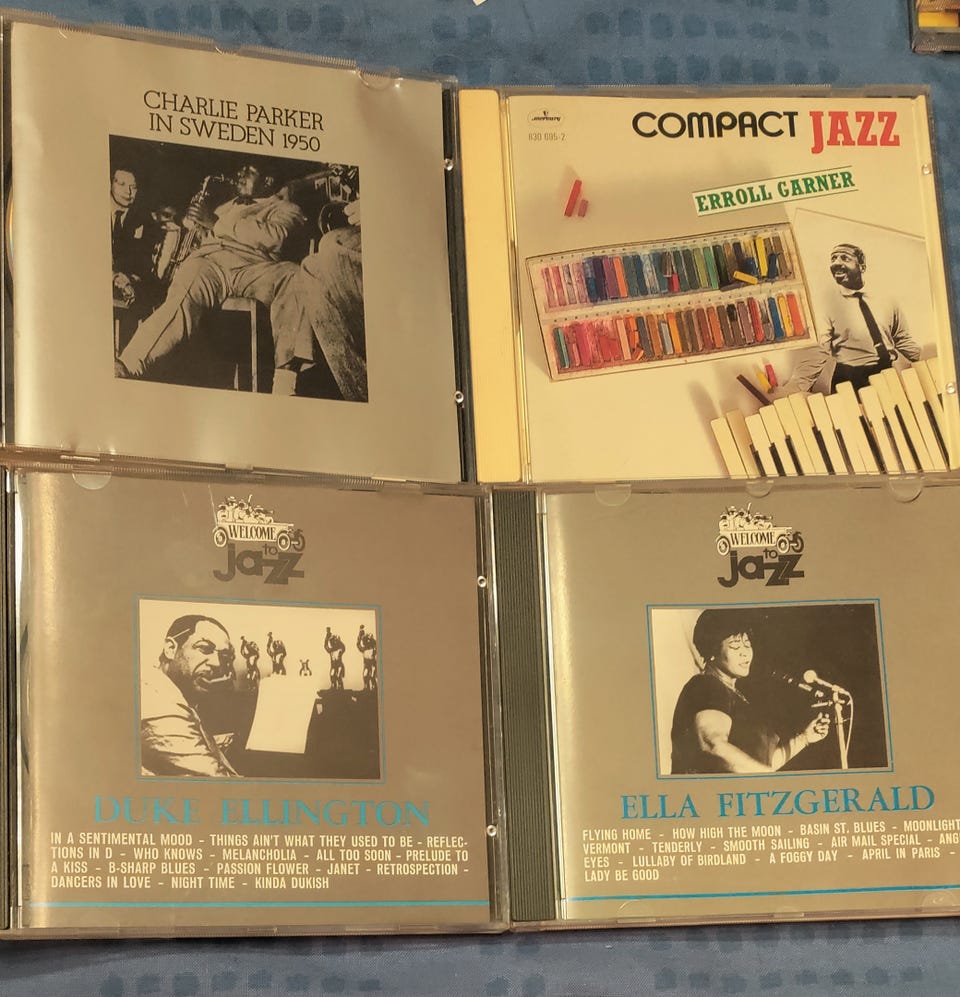 CHARLIE PARKER
IN SWEDEN 1950
mercury
830 695-2
COMPACT JAZZ
ERROLL GARNER
WELCOME
to
jazz
DUKE ELLINGTON
IN A SENTIMENTAL MOOD - THINGS AIN'T WHAT THEY USED TO BE - REFLEC-
TIONS IN D - WHO KNOWS - MELANCHOLIA - ALL TOO SOON - PRELUDE TO
A KISS - B-SHARP BLUES - PASSION FLOWER - JANET - RETROSPECTION -
DANCERS IN LOVE - NIGHT TIME - KINDA DUKISH
WELCOME
to
jazz
ELLA FITZGERALD
FLYING HOME - HOW HIGH THE MOON - BASIN ST. BLUES - MOONLIGHT
VERMONT - TENDERLY - SMOOTH SAILING - AIR MAIL SPECIAL - ANG
EYES - LULLABY OF BIRDLAND - A FOGGY DAY - APRIL IN PARIS -
LADY BE GOOD